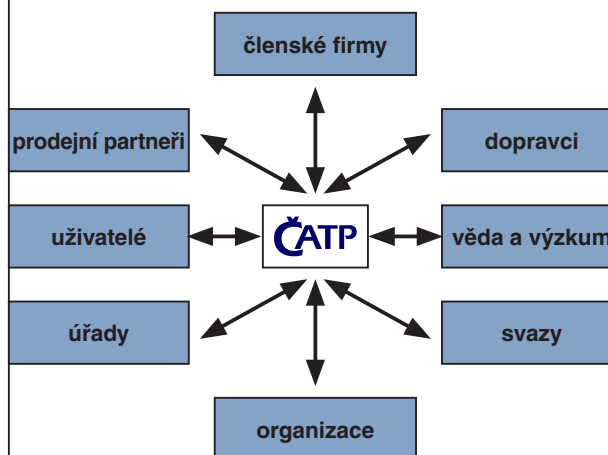 členské firmy
prodejní partneři
dopravci
uživatelé
ČATP
věda a výzkum
úřady
svazy
organizace